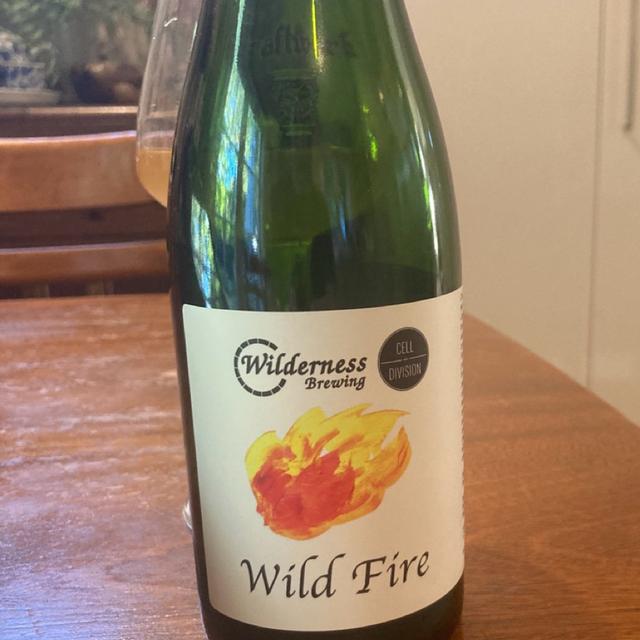 Wilderness
Brewing
CELL
DIVISION
Wild Fire